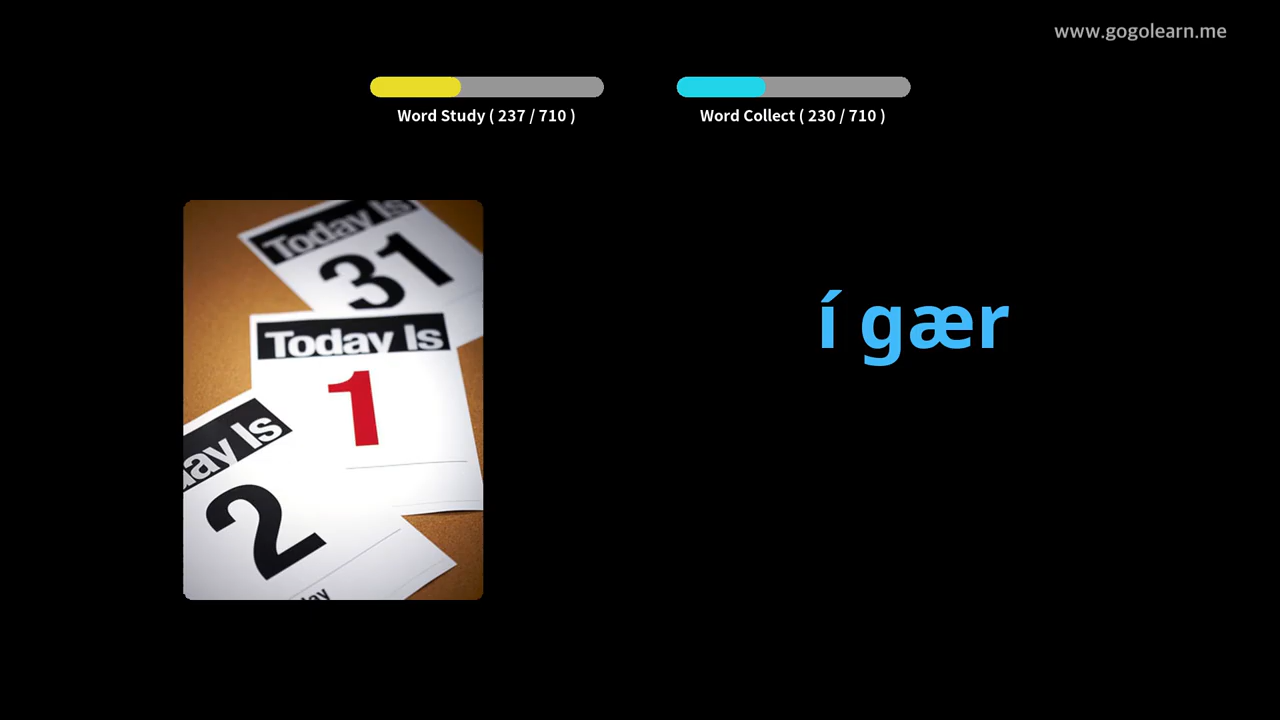 www.gogolearn.me
Word Study ( 237 / 710 )
Word Collect ( 230 / 710 )
Today Is
31
Today Is
1
ay Is
2
í gær